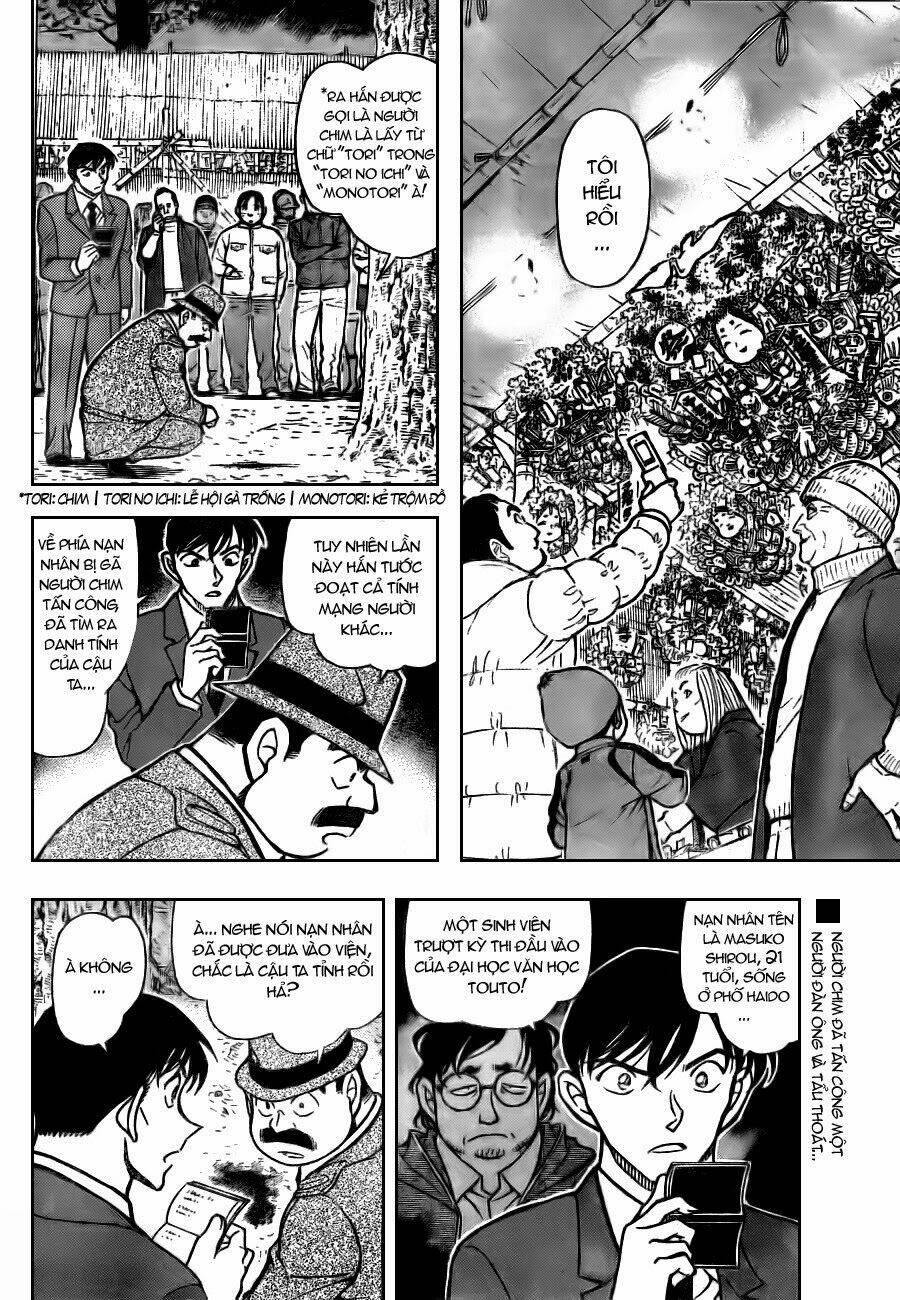 TÔI
HIỂU
RỒI
...
*RA HẮN ĐƯỢC
GỌI LÀ NGƯỜI
CHIM LÀ LẤY TỪ
CHỮ "TORI" TRONG
"TORI NO ICHI" VÀ
"MONOTORI" À!
*TORI: CHIM | TORI NO ICHI: LỄ HỘI GÀ TRỐNG | MONOTORI: KẺ TRỘM ĐỒ
TUY NHIÊN LẦN
NÀY HẮN TƯỚC
ĐOẠT CẢ TÍNH
MẠNG NGƯỜI
KHÁC...
VỀ PHÍA NẠN
NHÂN BỊ GÃ
NGƯỜI CHIM
TẤN CÔNG,
ĐÃ TÌM RA
DANH TÍNH
CỦA CẬU
TA...
NGƯỜI CHIM ĐÃ TẤN CÔNG MỘT
NGƯỜI ĐÀN ÔNG VÀ TẨU THOÁT...
NẠN NHÂN TÊN
LÀ MASUKO
SHIROU, 21
TUỔI, SỐNG
Ở PHỐ HAIDO
...
MỘT SINH VIÊN
TRƯỢT KỲ THI ĐẦU VÀO
CỦA ĐẠI HỌC VĂN HỌC
TOUTO!
À... NGHE NÓI NẠN NHÂN
ĐÃ ĐƯỢC ĐƯA VÀO VIỆN,
CHẮC LÀ CẬU TA TỈNH RỒI
HẢ?
À KHÔNG
...